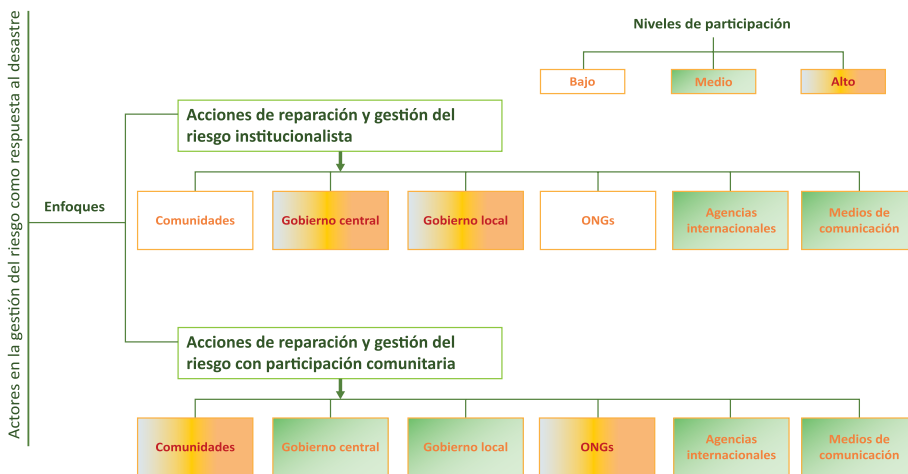 Actores en la gestión del riesgo como respuesta al desastre
Niveles de participación
Bajo
Medio
Alto
Enfoques
Acciones de reparación y gestión del
riesgo institucionalista
Comunidades
Gobierno central
Gobierno local
ONGs
Agencias
internacionales
Medios de
comunicación
Acciones de reparación y gestión del
riesgo con participación comunitaria
Comunidades
Gobierno central
Gobierno local
ONGs
Agencias
internacionales
Medios de
comunicación